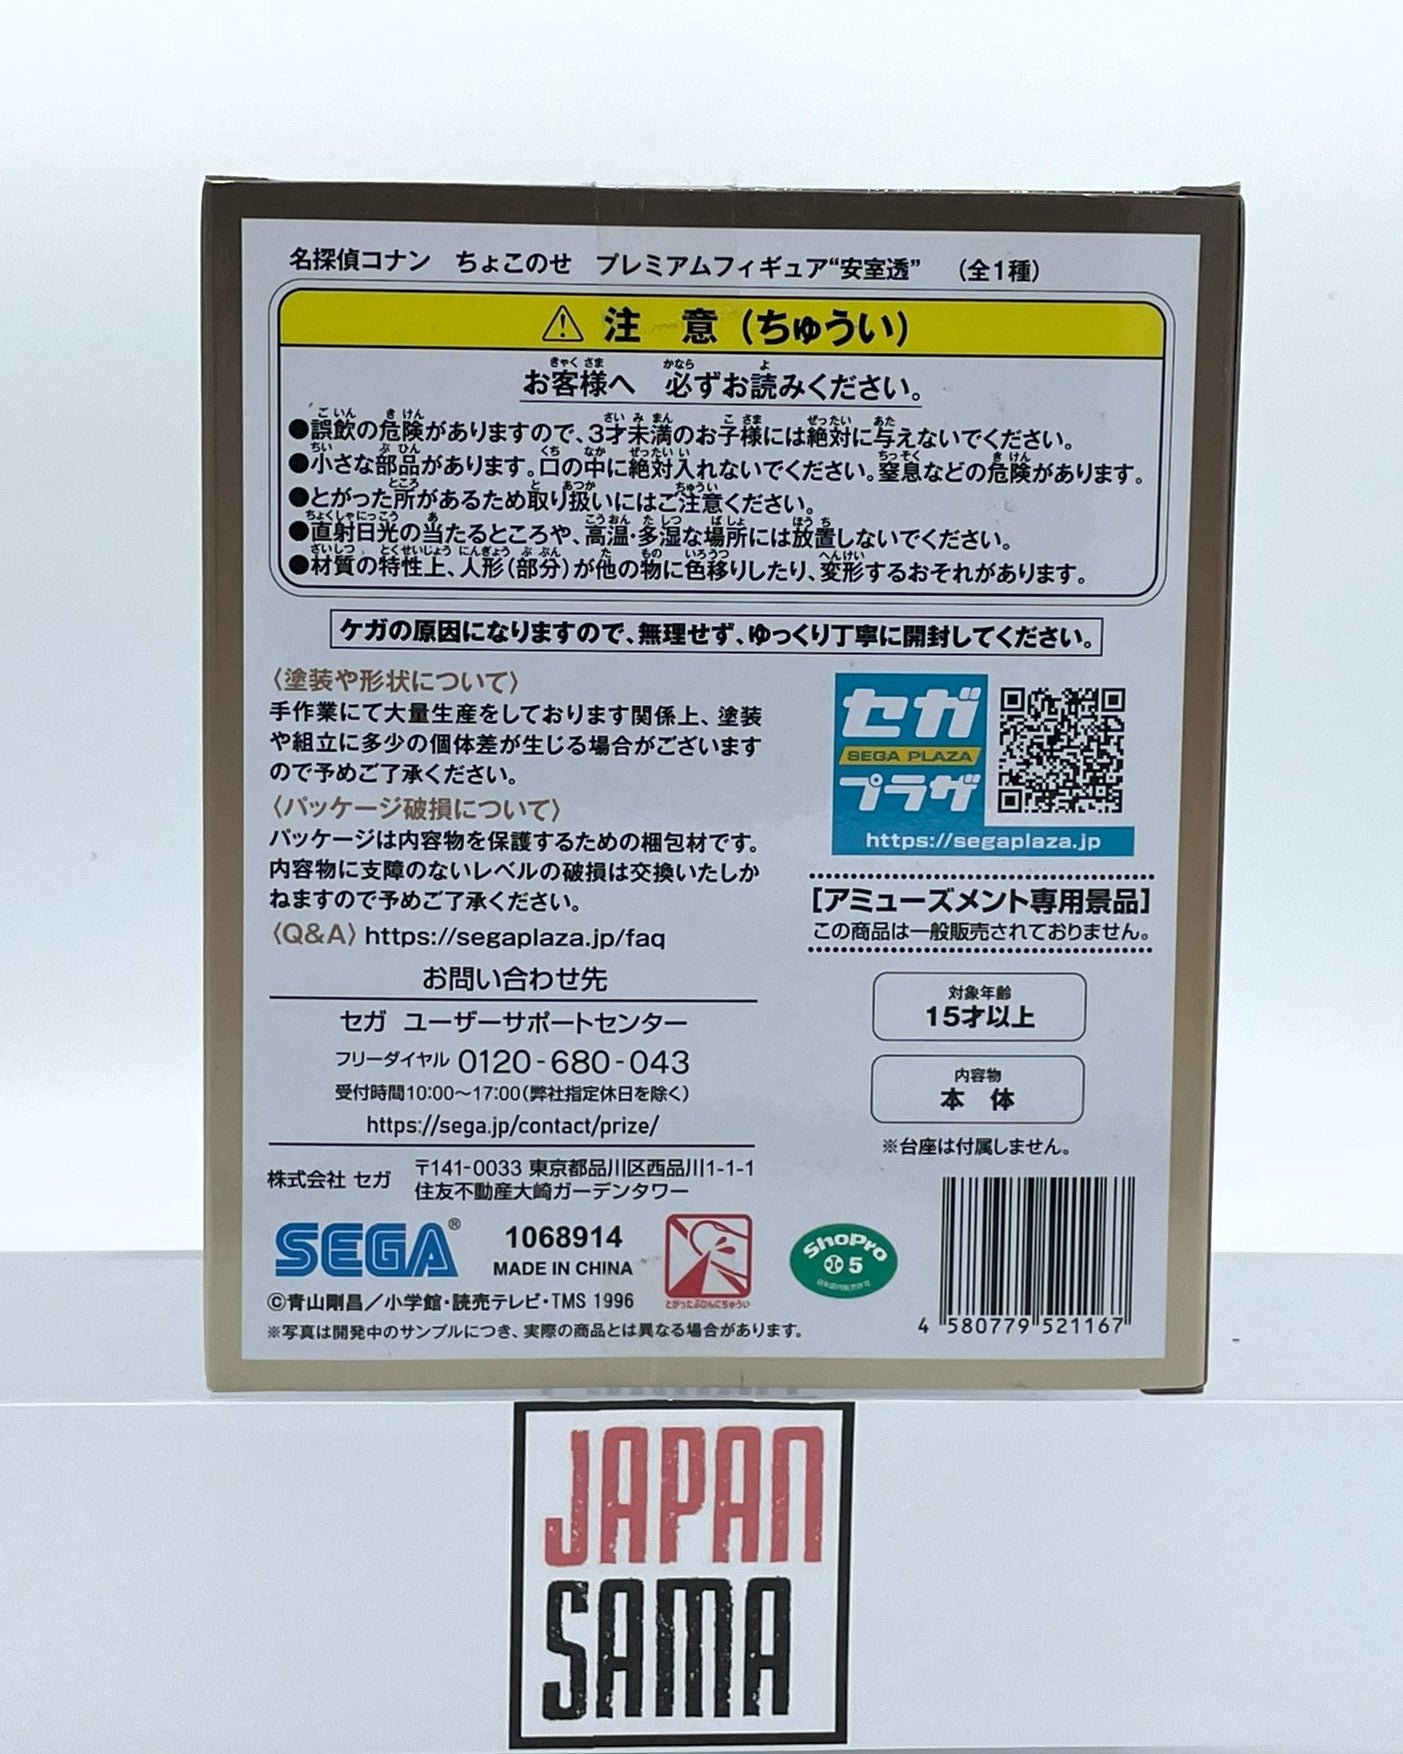 名探偵コナン ちょこのせ プレミアムフィギュア“安室透” （全1種）
⚠ 注 意（ちゅうい）
お客様へ 必ずお読みください。
●誤飲の危険がありますので、3才未満のお子様には絶対に与えないでください。
●小さな部品があります。口の中に絶対入れないでください。窒息などの危険があります。
●とがった所があるため取り扱いにはご注意ください。
●直射日光の当たるところや、高温・多湿な場所には放置しないでください。
●材質の特性上、人形（部分）が他の物に色移りしたり、変形するおそれがあります。
ケガの原因になりますので、無理せず、ゆっくり丁寧に開封してください。
〈塗装や形状について〉
手作業にて大量生産をしております関係上、塗装
や組立に多少の個体差が生じる場合がございます
ので予めご了承ください。
〈パッケージ破損について〉
パッケージは内容物を保護するための梱包材です。
内容物に支障のないレベルの破損は交換いたしか
ねますので予めご了承ください。
〈Q&A〉https://segaplaza.jp/faq
お問い合わせ先
セガ ユーザーサポートセンター
フリーダイヤル 0120-680-043
受付時間10:00～17:00（弊社指定休日を除く）
https://sega.jp/contact/prize/
株式会社 セガ
〒141-0033 東京都品川区西品川1-1-1
住友不動産大崎ガーデンタワー
SEGA®
1068914
MADE IN CHINA
とがったぶひんにちゅうい
©青山剛昌／小学館・読売テレビ・TMS 1996
※写真は開発中のサンプルにつき、実際の商品とは異なる場合があります。
セガ
SEGA PLAZA
プラザ
https://segaplaza.jp
［アミューズメント専用景品］
この商品は一般販売されておりません。
対象年齢
15才以上
内容物
本 体
※台座は付属しません。
ShoPro
5
4 580779 521167
JAPAN
SAMA